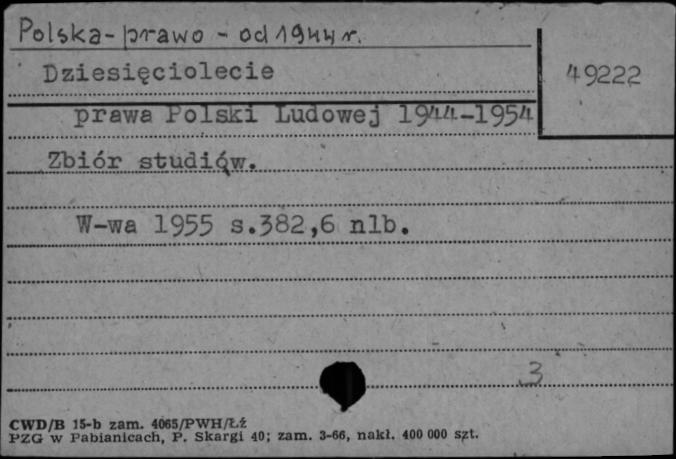 Polska-prawo - od 1944 r.
Dziesięciolecie
49222
prawa Polski Ludowej 1944-1954
Zbiór studiów.
W-wa 1955 s.382,6 nlb.
3
CWD/B 15-b zam. 4065/PWH/Łź
PZG w Pabianicach, P. Skargi 40; zam. 3-66, nakł. 400 000 szt.